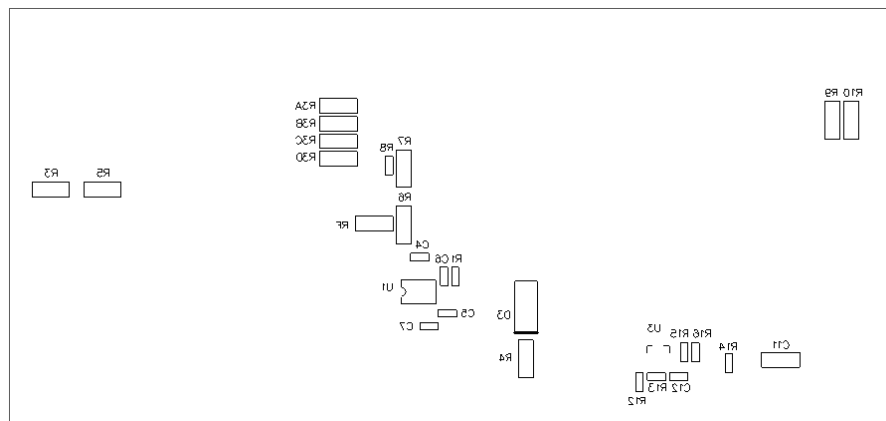 R9 R10
R3A
R3B
R3C
R3D
R8 R7
R3 R5
R6
RF
C4
C6 R1
U1
C5
D3
C7
U3
R15 R16
R14
C11
R4
R13 C12
R12